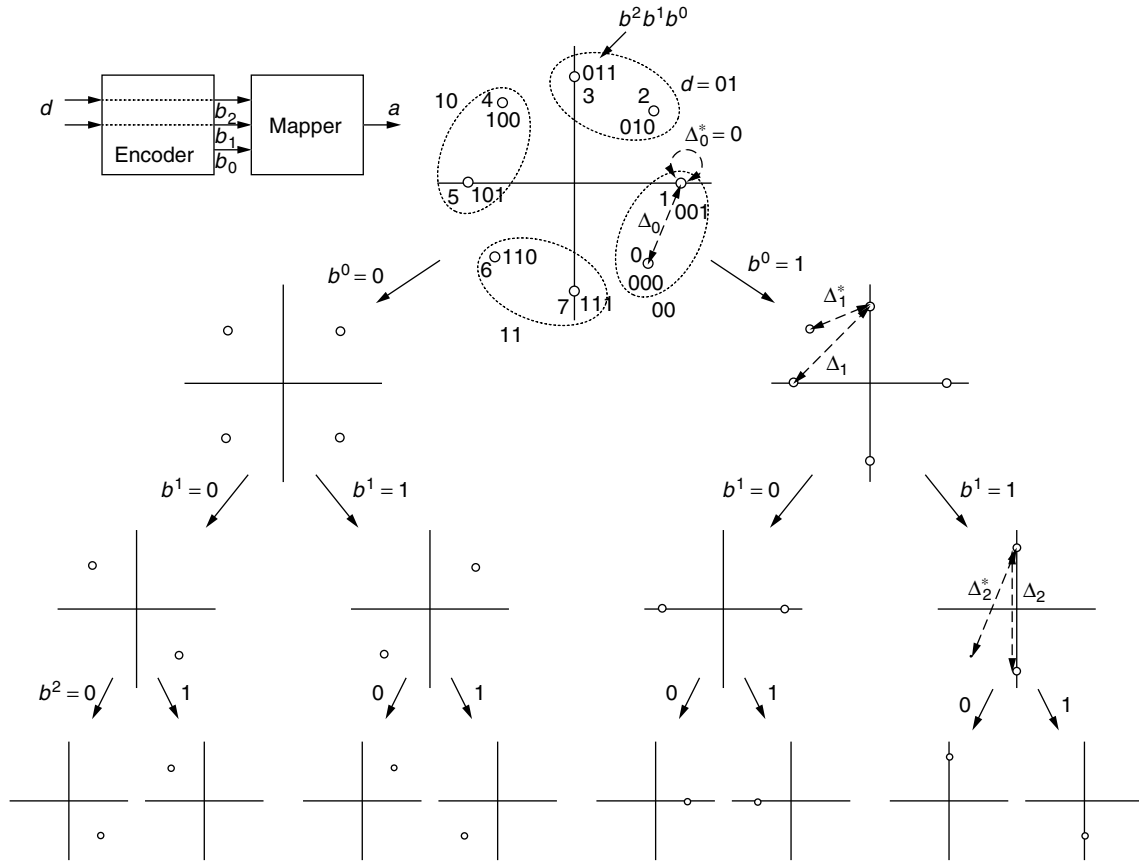 b²b¹b⁰
d
Encoder
b₂
b₁
b₀
Mapper
a
10
4
100
011
3
2
010
d = 01
Δ₀* = 0
5
101
1
001
Δ₀
0
000
00
6
110
7
111
11
b⁰ = 0
b⁰ = 1
Δ₁*
Δ₁
b¹ = 0
b¹ = 1
b¹ = 0
b¹ = 1
Δ₂*
Δ₂
b² = 0
1
0
1
0
1
0
1